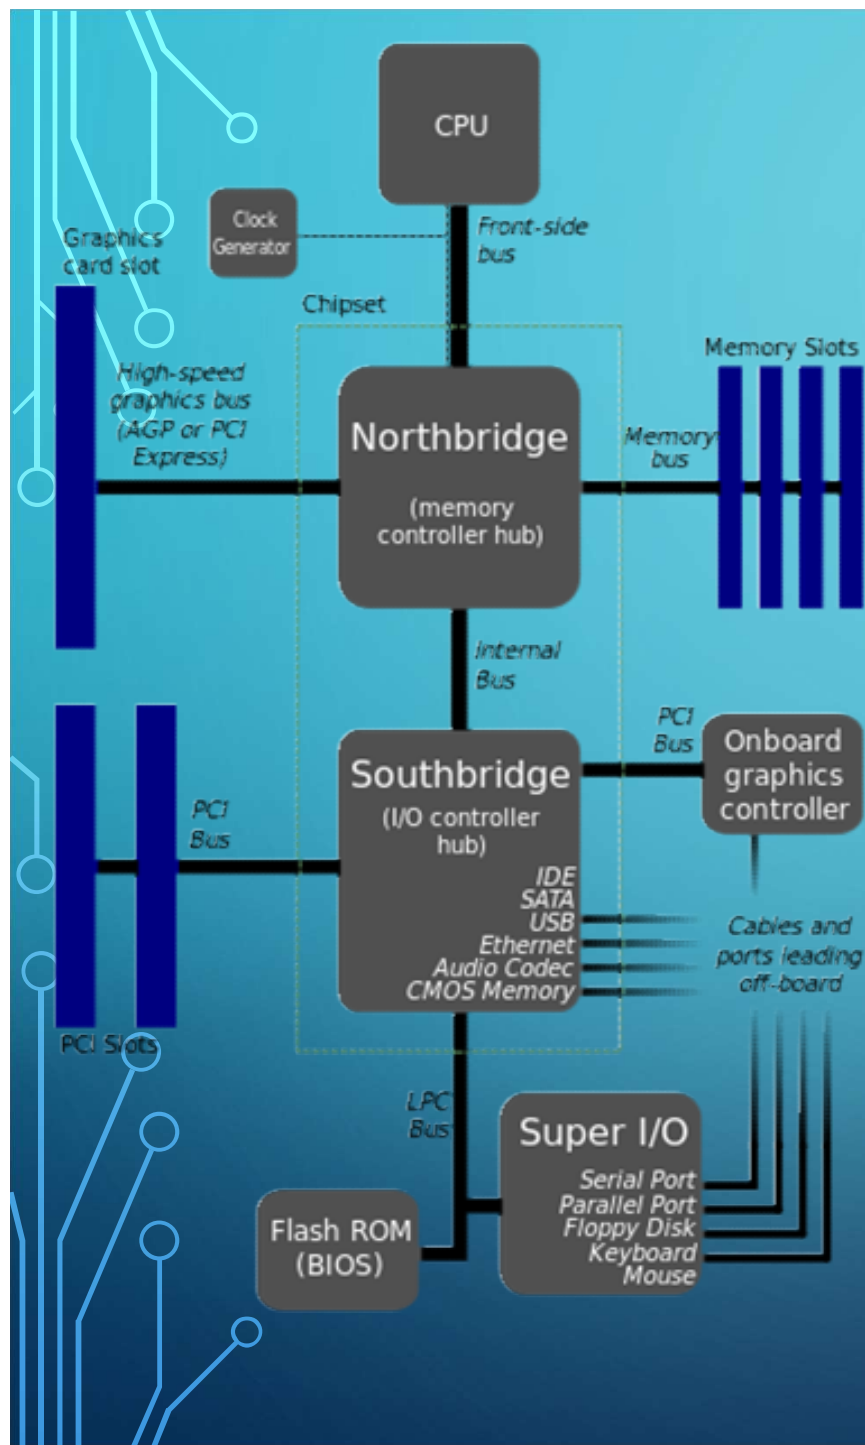 CPU
Clock
Generator
Front-side
bus
Graphics
card slot
Chipset
High-speed
graphics bus
(AGP or PCI
Express)
Northbridge
(memory
controller hub)
Memory Slots
Memory
bus
Internal
Bus
PCI
Bus
Onboard
graphics
controller
Southbridge
(I/O controller
hub)
PCI
Bus
IDE
SATA
USB
Ethernet
Audio Codec
CMOS Memory
Cables and
ports leading
off-board
PCI Slots
LPC
Bus
Super I/O
Serial Port
Parallel Port
Floppy Disk
Keyboard
Mouse
Flash ROM
(BIOS)